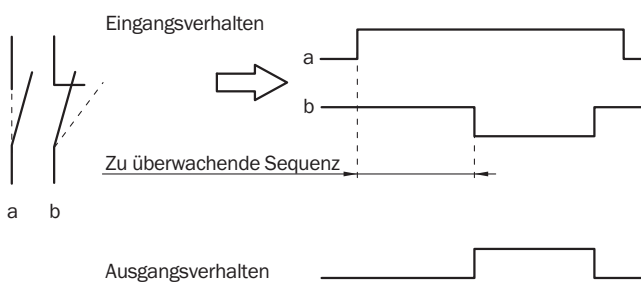 Eingangsverhalten
a
b
Zu überwachende Sequenz
a b
Ausgangsverhalten